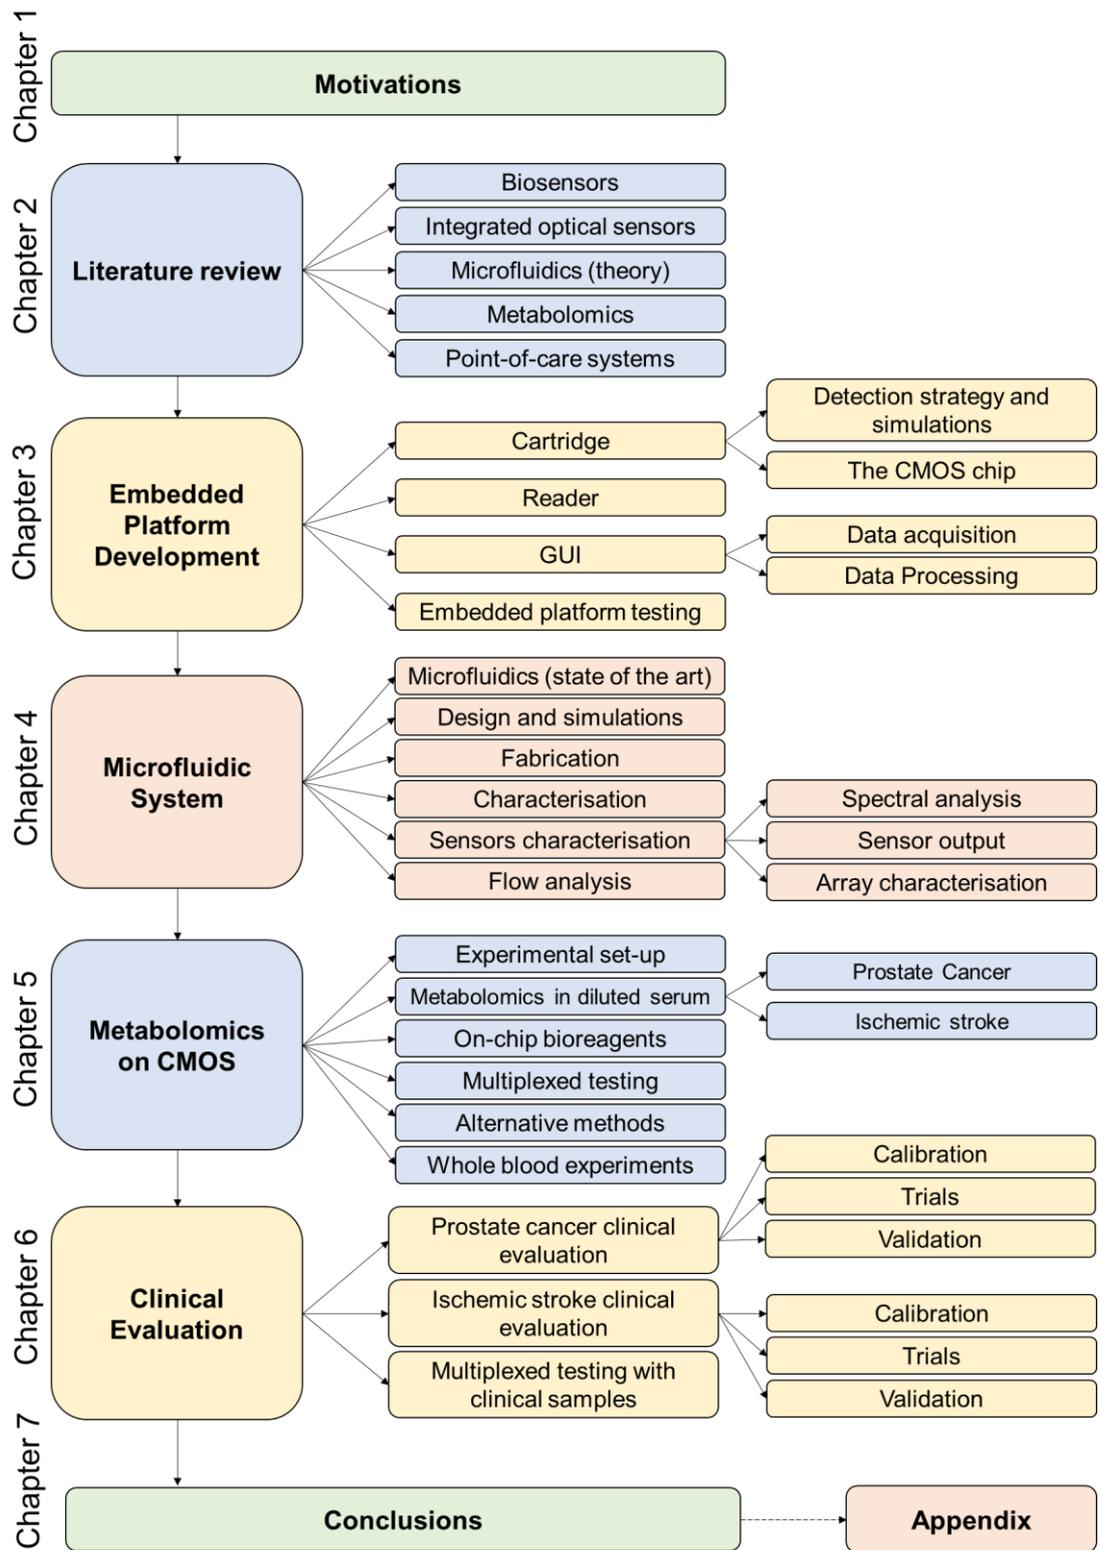 Chapter 1
Motivations
Chapter 2
Literature review
Biosensors
Integrated optical sensors
Microfluidics (theory)
Metabolomics
Point-of-care systems
Chapter 3
Embedded
Platform
Development
Cartridge
Detection strategy and
simulations
The CMOS chip
Reader
GUI
Data acquisition
Data Processing
Embedded platform testing
Chapter 4
Microfluidic
System
Microfluidics (state of the art)
Design and simulations
Fabrication
Characterisation
Sensors characterisation
Spectral analysis
Sensor output
Array characterisation
Flow analysis
Chapter 5
Metabolomics
on CMOS
Experimental set-up
Metabolomics in diluted serum
Prostate Cancer
Ischemic stroke
On-chip bioreagents
Multiplexed testing
Alternative methods
Whole blood experiments
Chapter 6
Clinical
Evaluation
Prostate cancer clinical
evaluation
Calibration
Trials
Validation
Ischemic stroke clinical
evaluation
Calibration
Trials
Validation
Multiplexed testing with
clinical samples
Chapter 7
Conclusions
Appendix